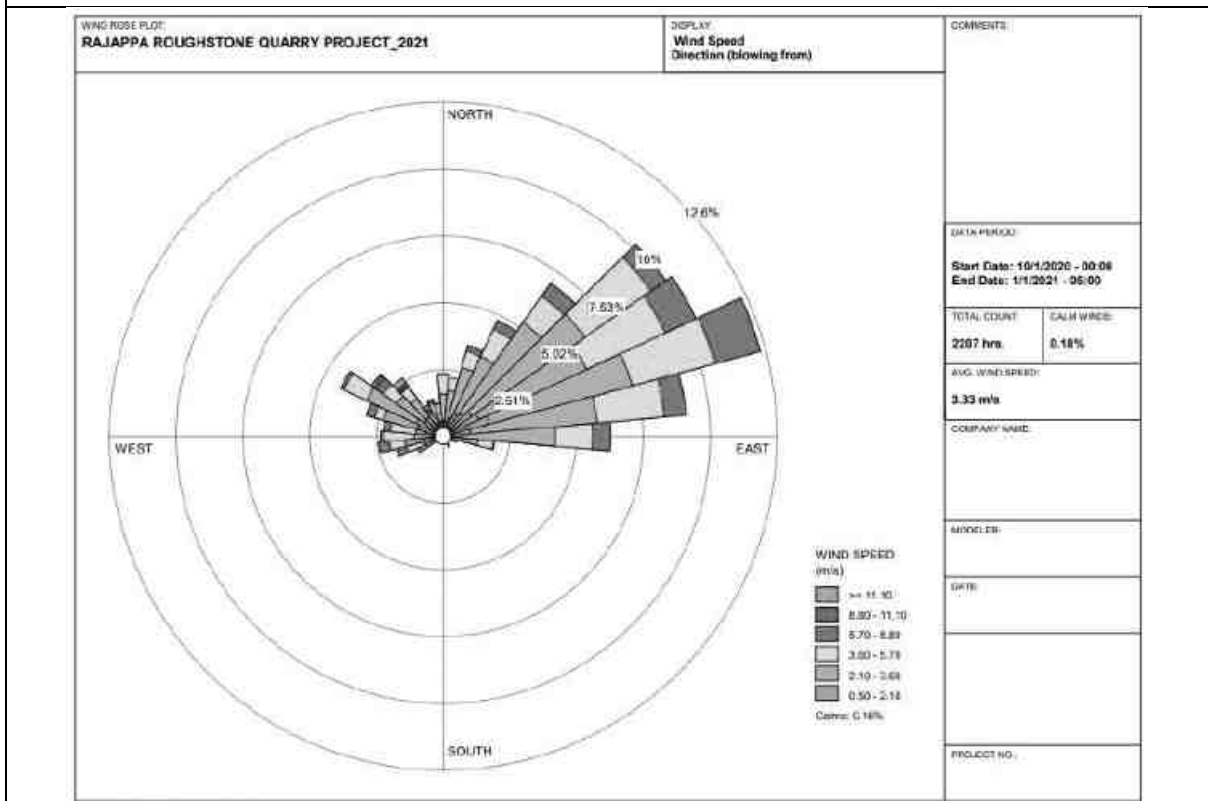 WIND ROSE PLOT:
RAJAPPA ROUGHSTONE QUARRY PROJECT_2021
DISPLAY:
Wind Speed
Direction (blowing from)
COMMENTS:
NORTH
12.6%
10%
7.53%
5.02%
2.51%
WEST
EAST
SOUTH
WIND SPEED
(m/s)
>= 11.10
8.80 - 11.10
5.70 - 8.80
3.60 - 5.70
2.10 - 3.60
0.50 - 2.10
Calms: 0.18%
DATA PERIOD:
Start Date: 10/1/2020 - 00:00
End Date: 1/1/2021 - 05:00
TOTAL COUNT:
CALM WINDS:
2207 hrs.
0.18%
AVG. WIND SPEED:
3.33 m/s
COMPANY NAME:
MODELER:
DATE:
PROJECT NO.: